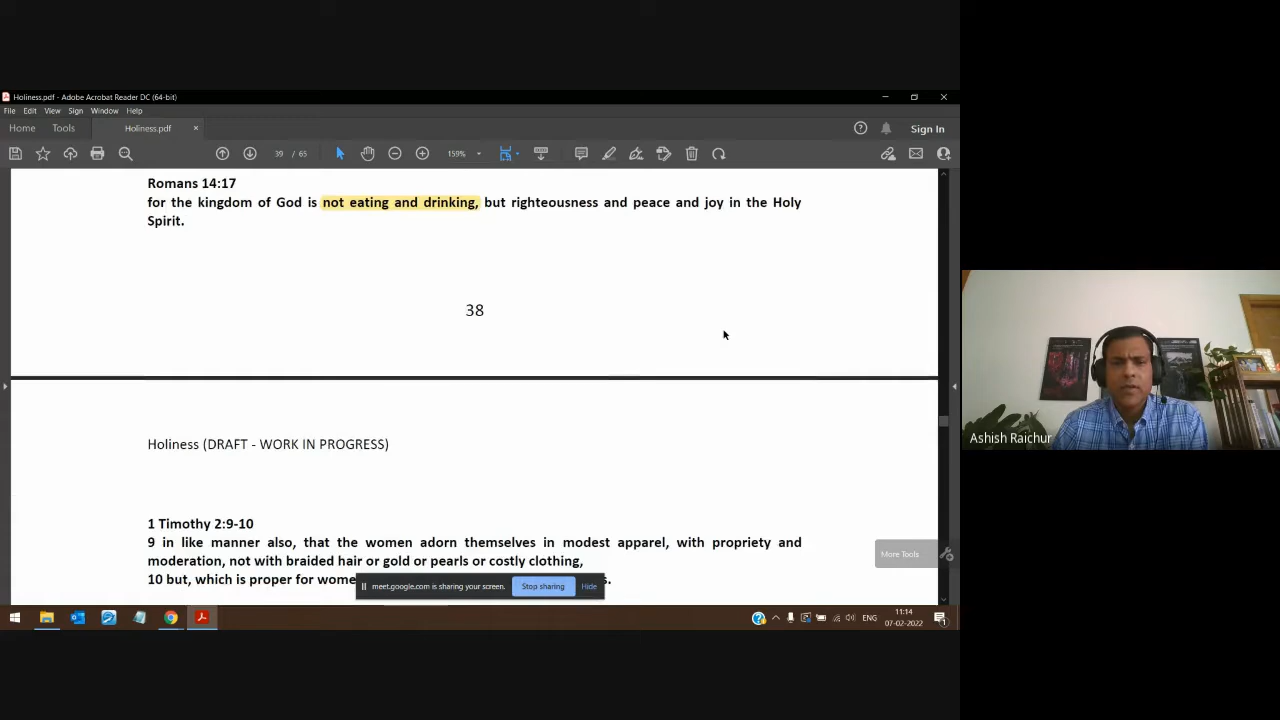 Holiness.pdf - Adobe Acrobat Reader DC (64-bit)
File Edit View Sign Window Help
Home Tools Holiness.pdf × Sign In
39 / 65 159%
Romans 14:17
for the kingdom of God is not eating and drinking, but righteousness and peace and joy in the Holy
Spirit.
38
Holiness (DRAFT - WORK IN PROGRESS)
1 Timothy 2:9-10
9 in like manner also, that the women adorn themselves in modest apparel, with propriety and
moderation, not with braided hair or gold or pearls or costly clothing,
10 but, which is proper for wome
s.
More Tools
meet.google.com is sharing your screen. Stop sharing Hide
ENG 11:14
07-02-2022
Ashish Raichur